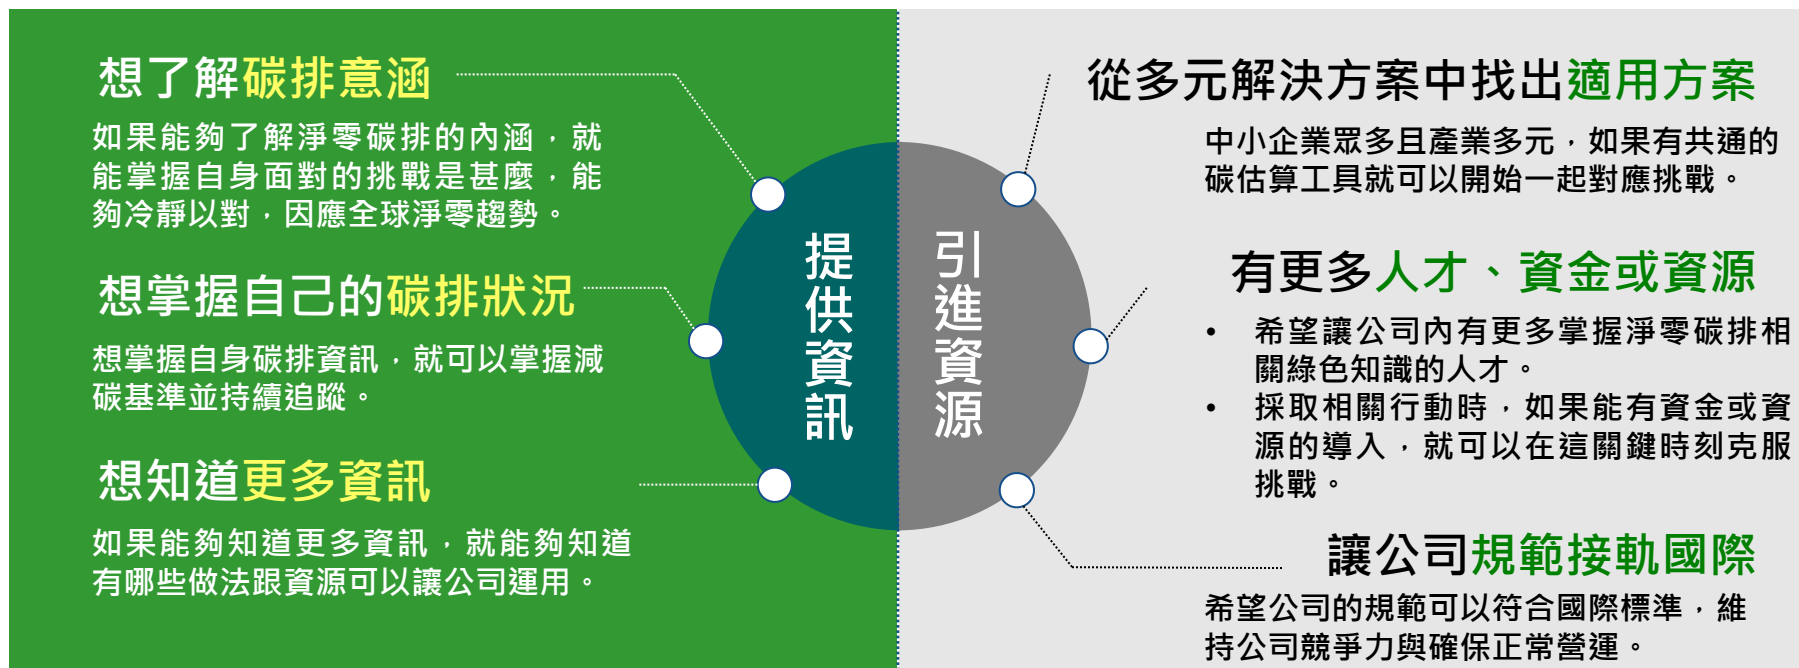 想了解碳排意涵
如果能夠了解淨零碳排的內涵，就
能掌握自身面對的挑戰是甚麼，能
夠冷靜以對，因應全球淨零趨勢。
想掌握自己的碳排狀況
想掌握自身碳排資訊，就可以掌握減
碳基準並持續追蹤。
想知道更多資訊
如果能夠知道更多資訊，就能夠知道
有哪些做法跟資源可以讓公司運用。
提供資訊
引進資源
從多元解決方案中找出適用方案
中小企業眾多且產業多元，如果有共通的
碳估算工具就可以開始一起對應挑戰。
有更多人才、資金或資源
• 希望讓公司內有更多掌握淨零碳排相
關綠色知識的人才。
• 採取相關行動時，如果能有資金或資
源的導入，就可以在這關鍵時刻克服
挑戰。
讓公司規範接軌國際
希望公司的規範可以符合國際標準，維
持公司競爭力與確保正常營運。